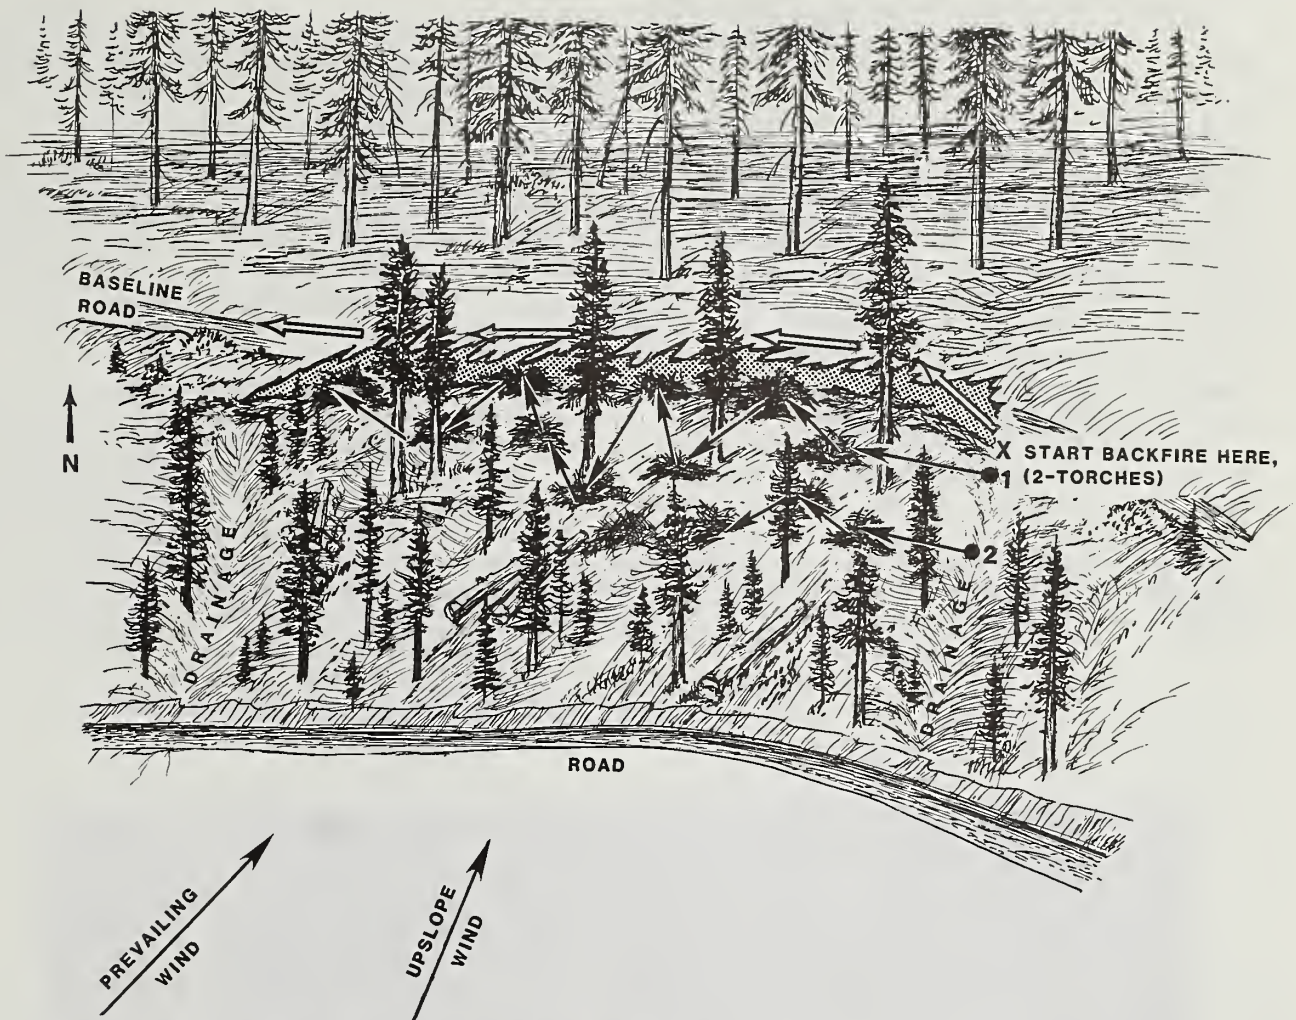 BASELINE
ROAD
N
X START BACKFIRE HERE,
1 (2-TORCHES)
2
DRAINAGE
DRAINAGE
ROAD
PREVAILING
WIND
UPSLOPE
WIND